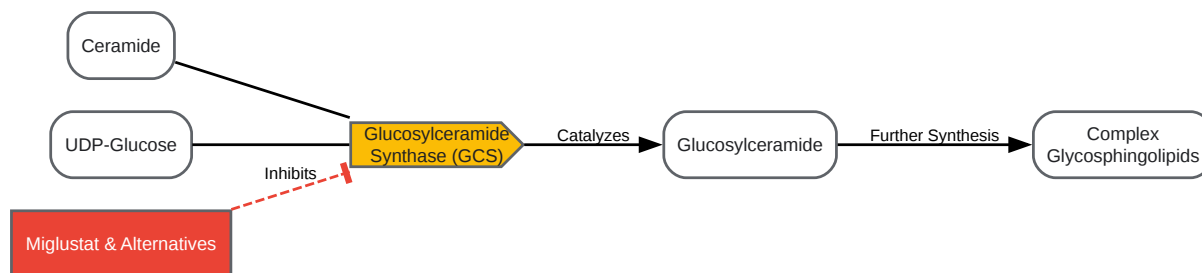 Ceramide
UDP-Glucose
Glucosylceramide
Synthase (GCS)
Catalyzes
Glucosylceramide
Further Synthesis
Complex
Glycosphingolipids
Inhibits
Miglustat & Alternatives